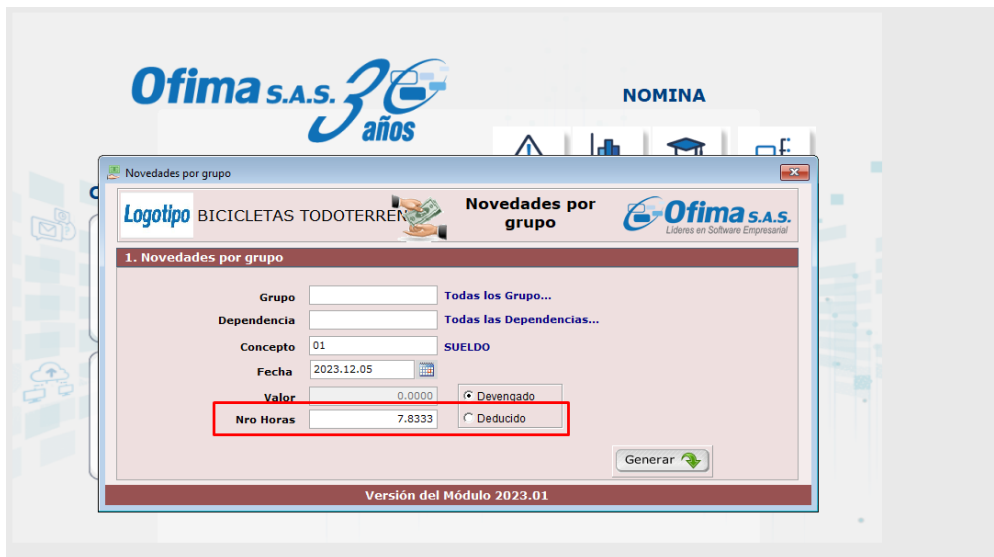 Ofima S.A.S. 30
años
NOMINA
C
Novedades por grupo
Logotipo BICICLETAS TODOTERREN
Novedades por
grupo
Ofima S.A.S.
Líderes en Software Empresarial
1. Novedades por grupo
Grupo Todas los Grupo...
Dependencia Todas las Dependencias...
Concepto 01 SUELDO
Fecha 2023.12.05
Valor 0.0000 Devengado
Nro Horas 7.8333 Deducido
Generar
Versión del Módulo 2023.01